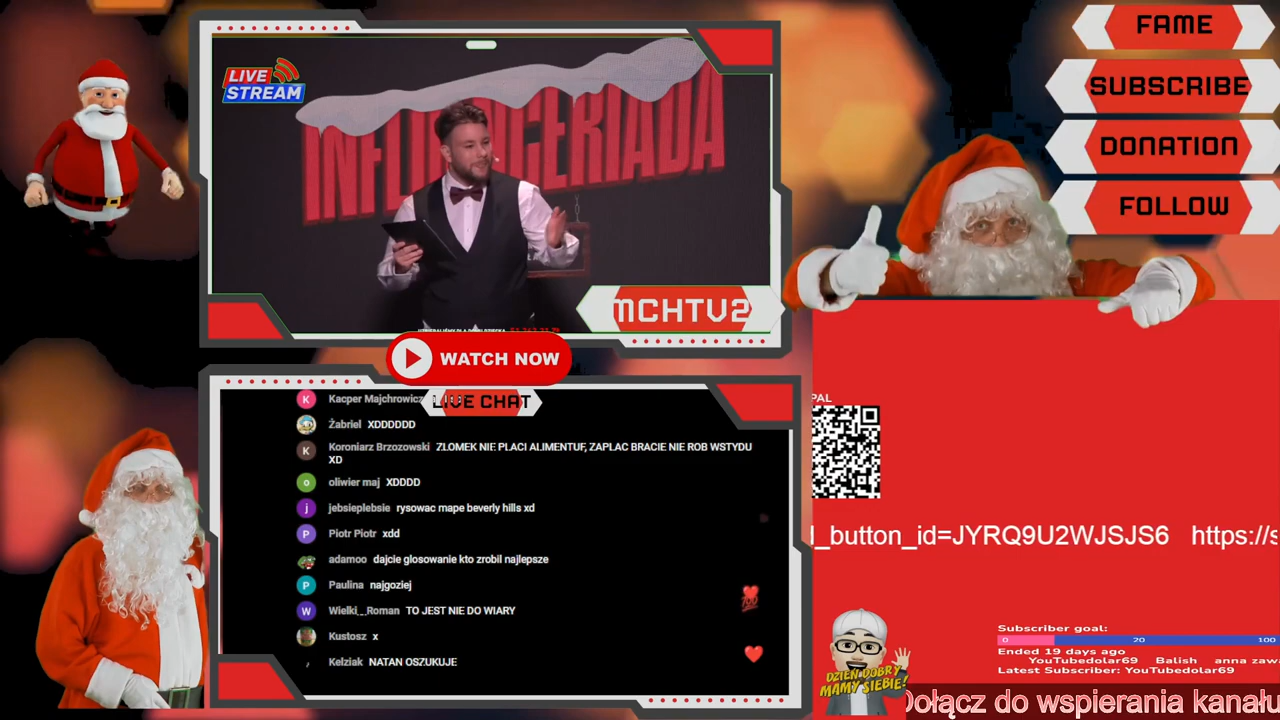 FAME
SUBSCRIBE
DONATION
FOLLOW
LIVE
STREAM
INFLUNCERIADA
MCHTV2
WATCH NOW
LIVE CHAT
K Kacper Majchrowicz
Żabriel XDDDDDD
K Koroniarz Brzozowski ZLOMEK NIE PLACI ALIMENTUF, ZAPLAC BRACIE NIE ROB WSTYDU
XD
o oliwier maj XDDDD
j jebsieplebsie rysowac mape beverly hills xd
P Piotr Piotr xdd
adamoo dajcie glosowanie kto zrobil najlepsze
P Paulina najgoziej
W Wielki_Roman TO JEST NIE DO WIARY
Kustosz x
Kelziak NATAN OSZUKUJE
PAL
_button_id=JYRQ9U2WJSJS6 https://s
DZIEŃ DOBRY
MAMY SIEBIE!
Subscriber goal:
0 20 100
Ended 19 days ago
YouTubedolar69 Balish anna zawa
Latest Subscriber: YouTubedolar69
Dołącz do wspierania kanału